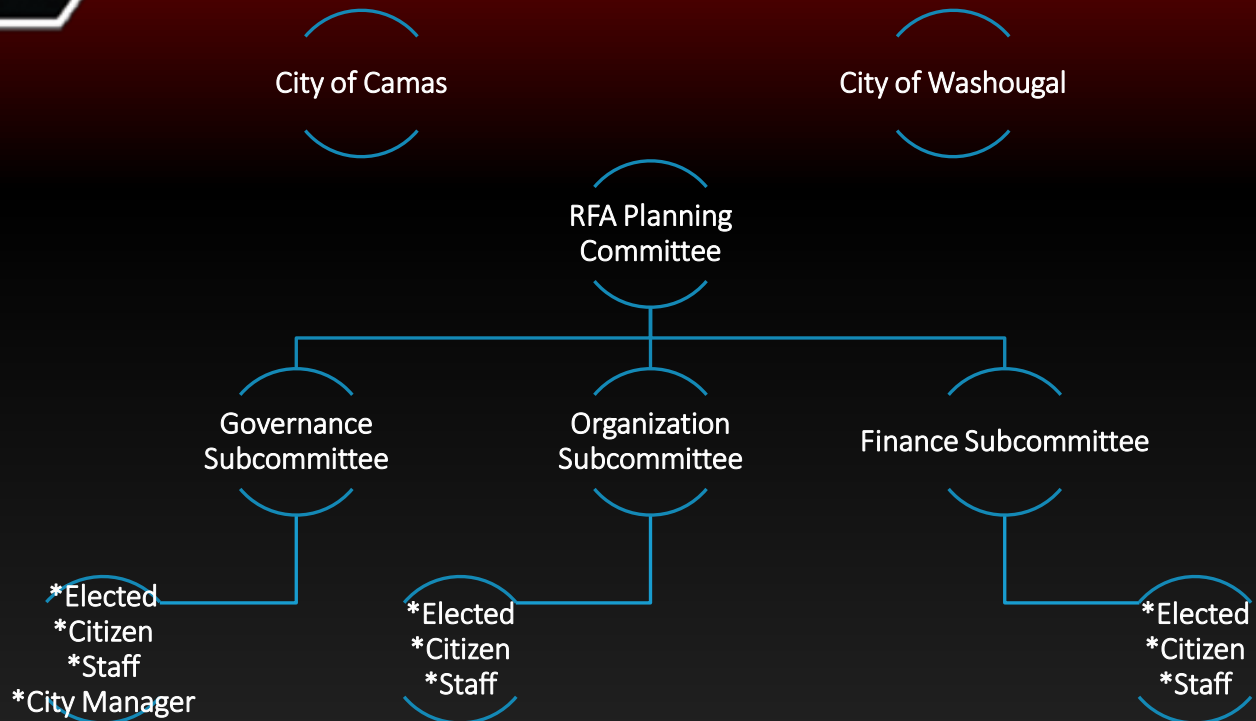 City of Camas
City of Washougal
RFA Planning
Committee
Governance
Subcommittee
Organization
Subcommittee
Finance Subcommittee
*Elected
*Citizen
*Staff
*City Manager
*Elected
*Citizen
*Staff
*Elected
*Citizen
*Staff